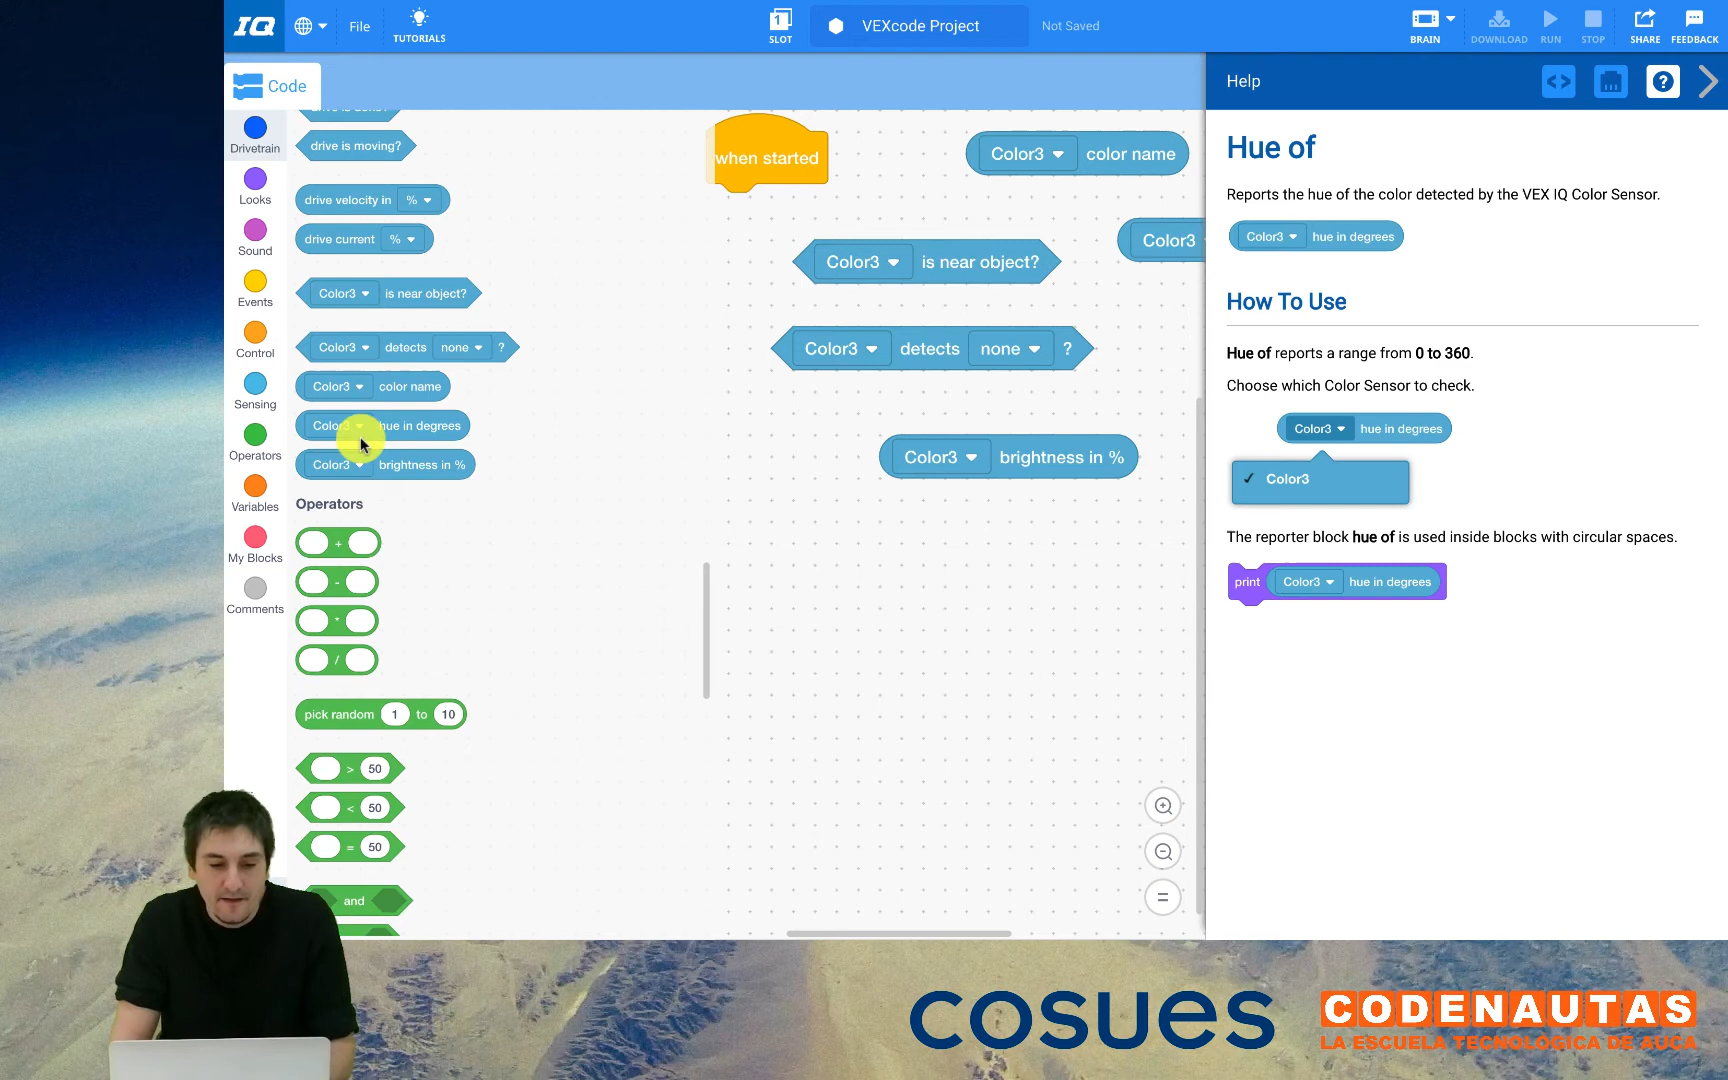 IQ
File
TUTORIALS
1
SLOT
VEXcode Project
Not Saved
BRAIN
DOWNLOAD
RUN
STOP
SHARE
FEEDBACK
Code
Help
Drivetrain
Looks
Sound
Events
Control
Sensing
Operators
Variables
My Blocks
Comments
drive is moving?
drive velocity in %
drive current %
Color3 is near object?
Color3 detects none ?
Color3 color name
Color3 hue in degrees
Color3 brightness in %
Operators
+
-
*
/
pick random 1 to 10
> 50
< 50
= 50
and
when started
Color3 color name
Color3
Color3 is near object?
Color3 detects none ?
Color3 brightness in %
Hue of
Reports the hue of the color detected by the VEX IQ Color Sensor.
Color3 hue in degrees
How To Use
Hue of reports a range from 0 to 360.
Choose which Color Sensor to check.
Color3 hue in degrees
✓ Color3
The reporter block hue of is used inside blocks with circular spaces.
print Color3 hue in degrees
cosues
CODENAUTAS
LA ESCUELA TECNOLÓGICA DE AUCA